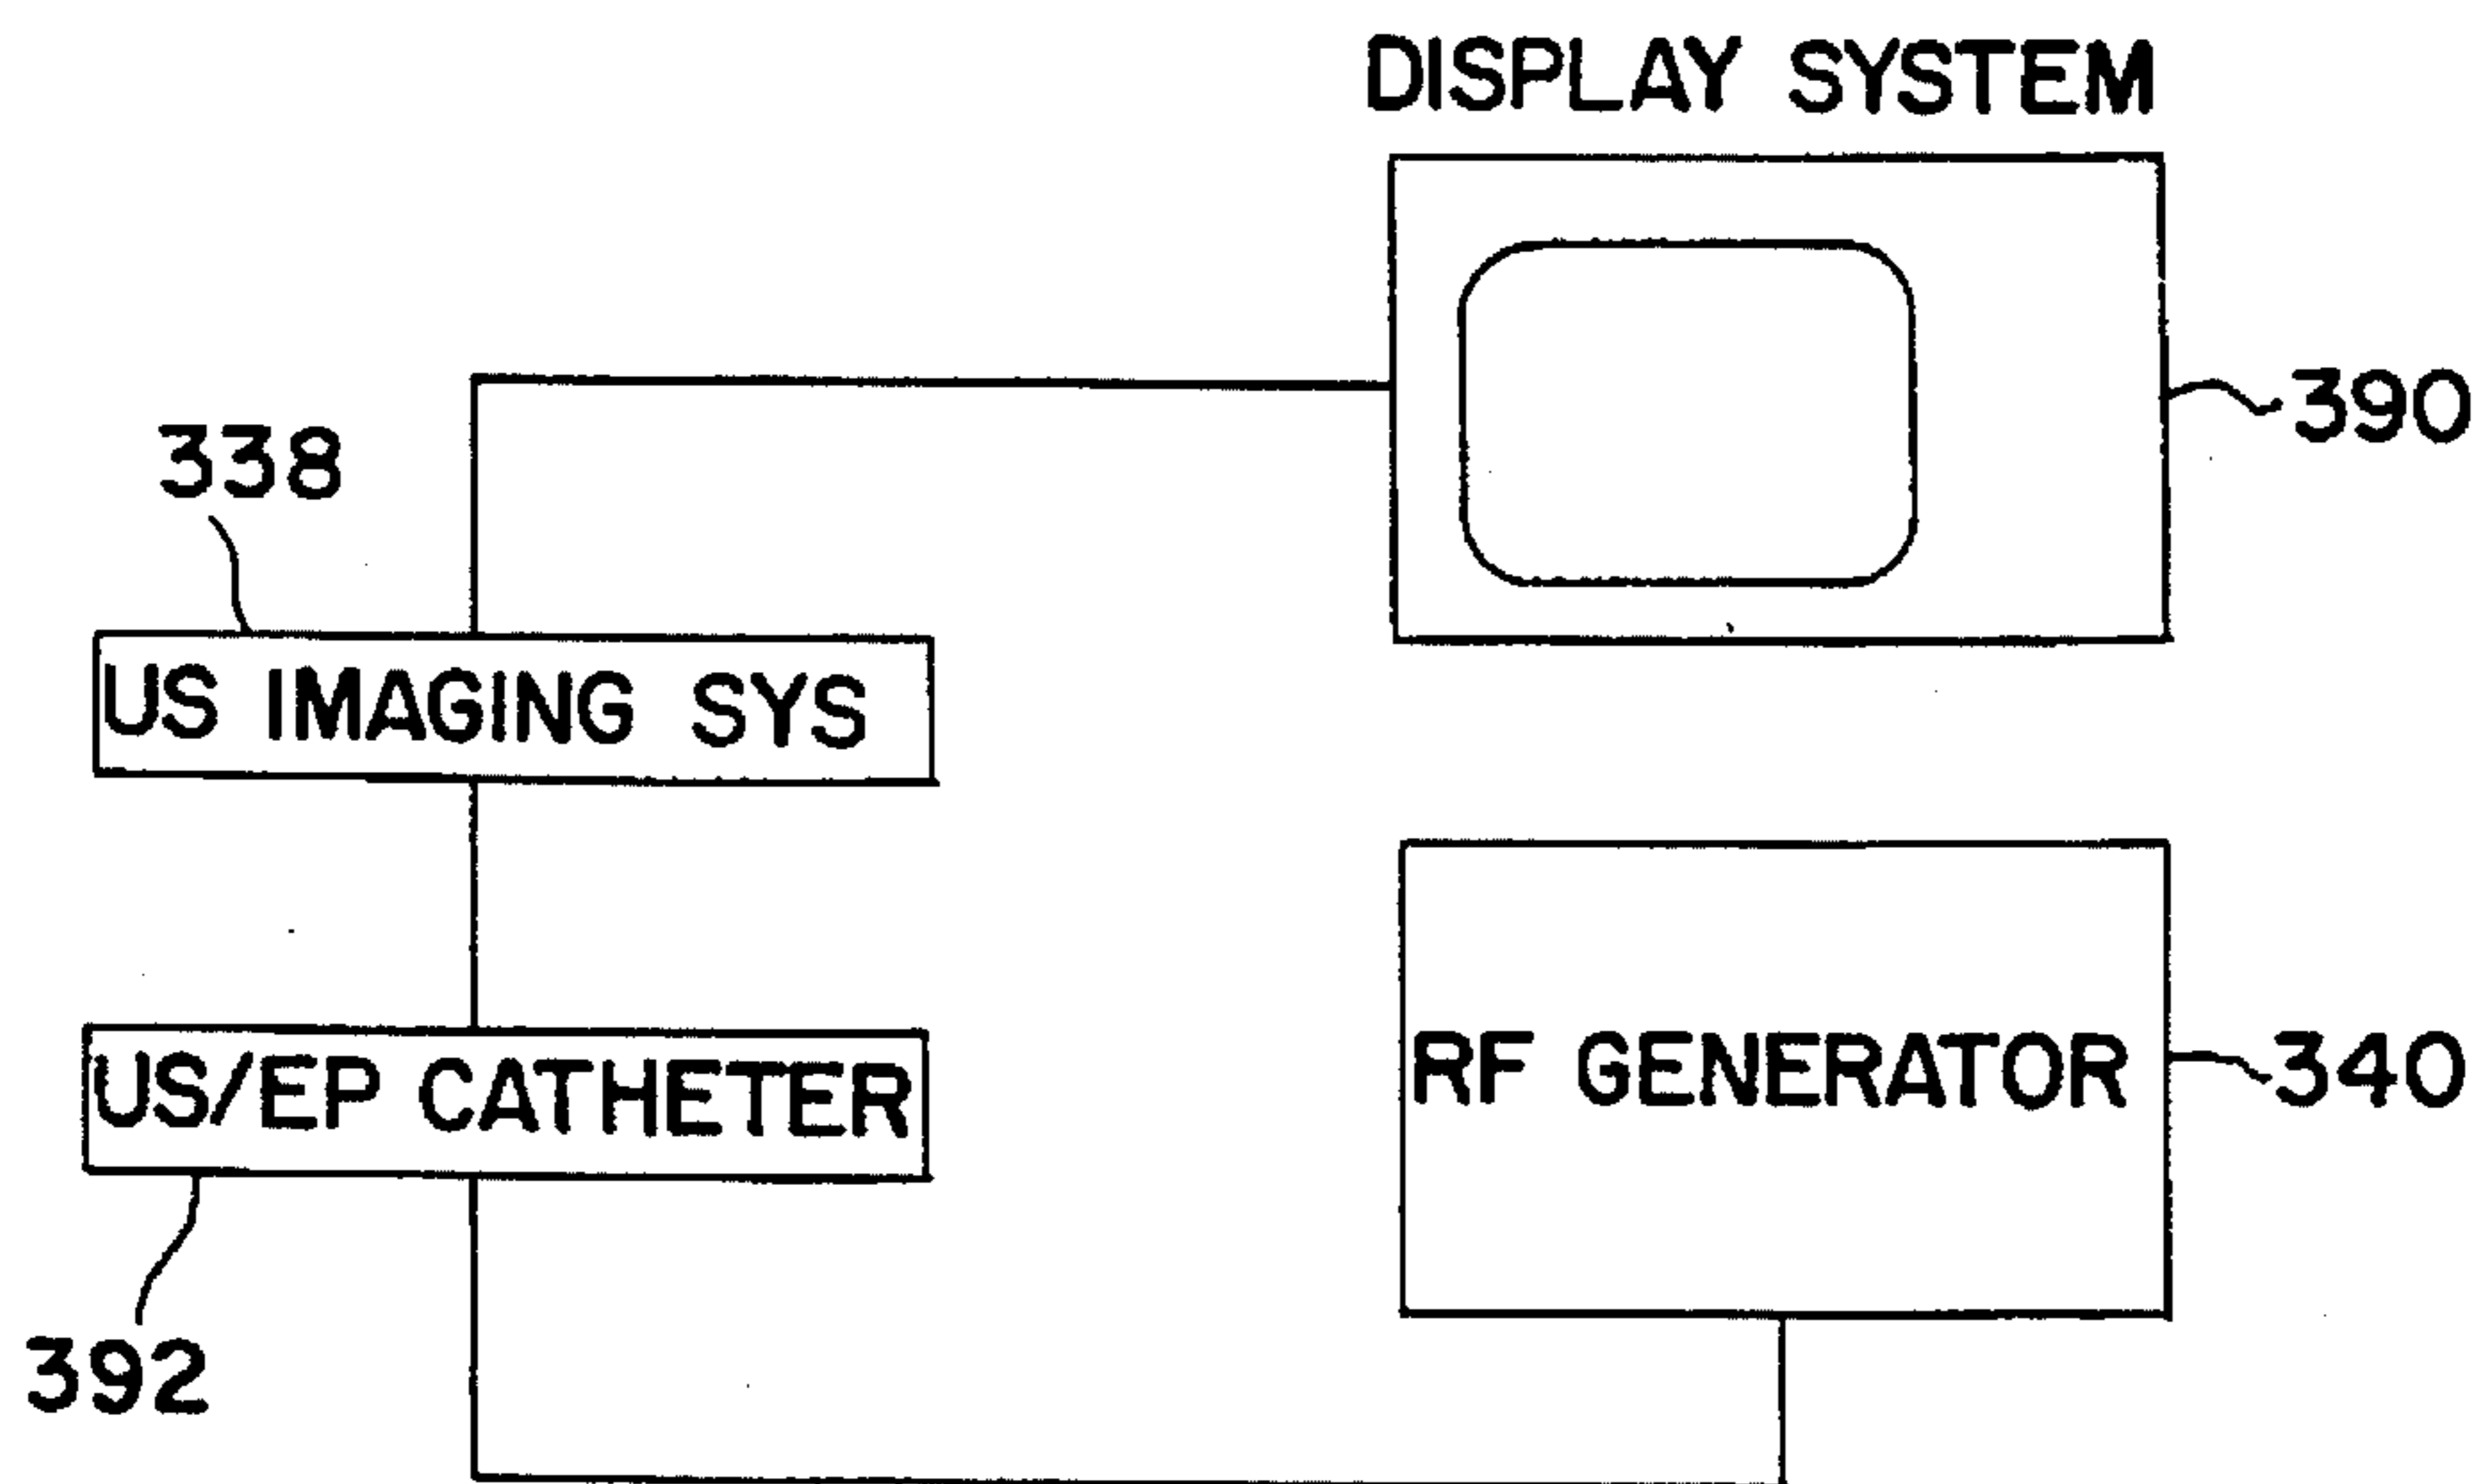 DISPLAY SYSTEM
390
338
US IMAGING SYS
RF GENERATOR
340
US/EP CATHETER
392